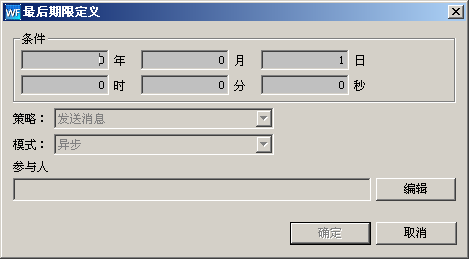 WF 最后期限定义
条件
0 年 0 月 1 日
0 时 0 分 0 秒
策略： 发送消息
模式： 异步
参与人
编辑
确定 取消